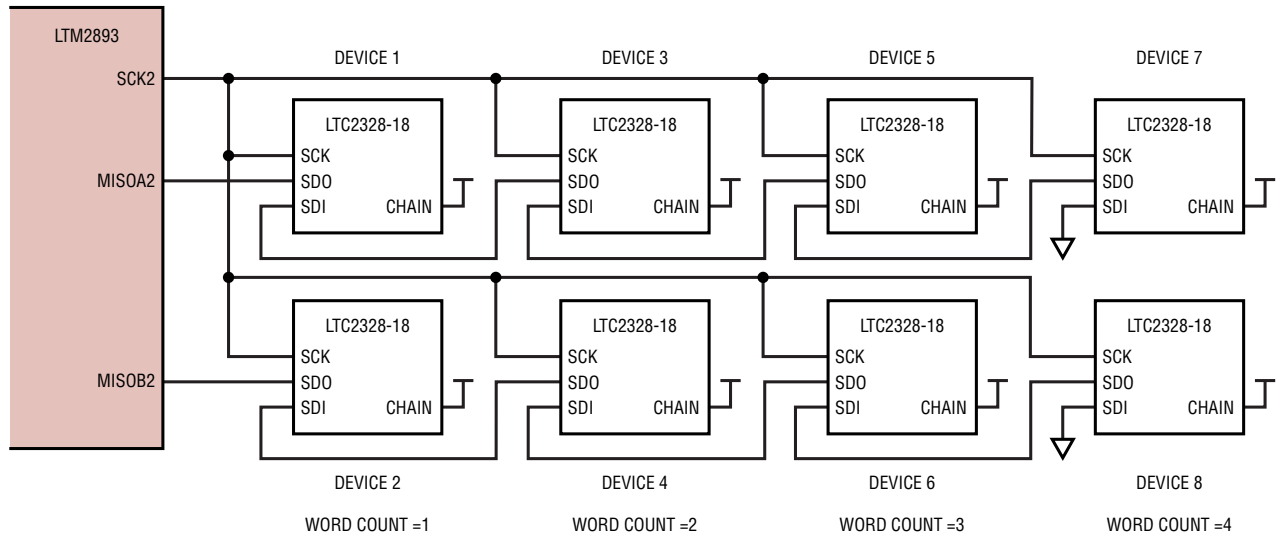 LTM2893
DEVICE 1 DEVICE 3 DEVICE 5 DEVICE 7
SCK2
LTC2328-18 LTC2328-18 LTC2328-18 LTC2328-18
SCK SCK SCK SCK
MISOA2 SDO SDO SDO SDO
SDI CHAIN SDI CHAIN SDI CHAIN SDI CHAIN
LTC2328-18 LTC2328-18 LTC2328-18 LTC2328-18
SCK SCK SCK SCK
MISOB2 SDO SDO SDO SDO
SDI CHAIN SDI CHAIN SDI CHAIN SDI CHAIN
DEVICE 2 DEVICE 4 DEVICE 6 DEVICE 8
WORD COUNT =1 WORD COUNT =2 WORD COUNT =3 WORD COUNT =4